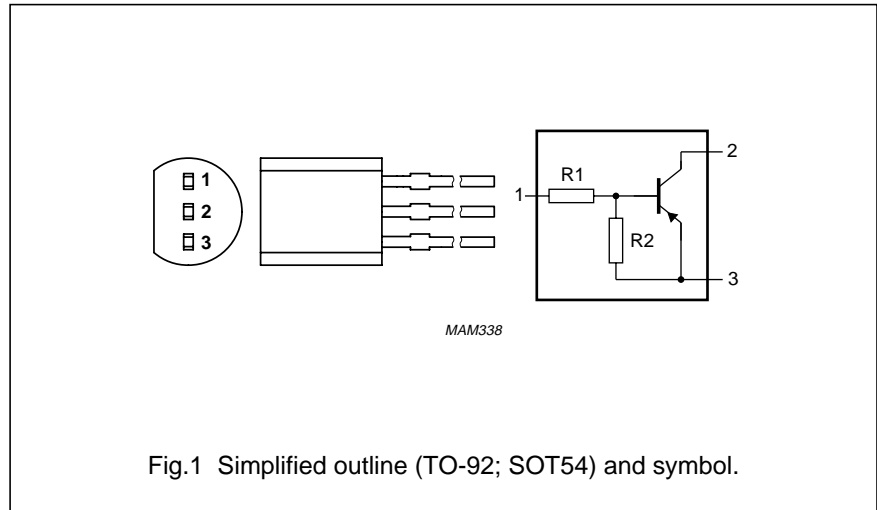 1
2
3
R1
R2
1
2
3
MAM338
Fig.1 Simplified outline (TO-92; SOT54) and symbol.